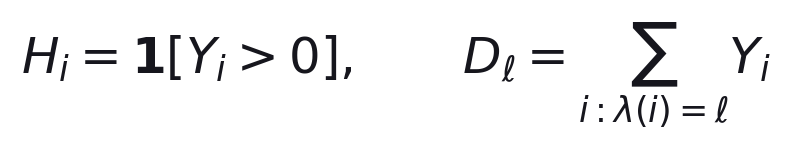 H_i = 𝟏[Y_i > 0],    D_ℓ = ∑_{i : λ(i) = ℓ} Y_i